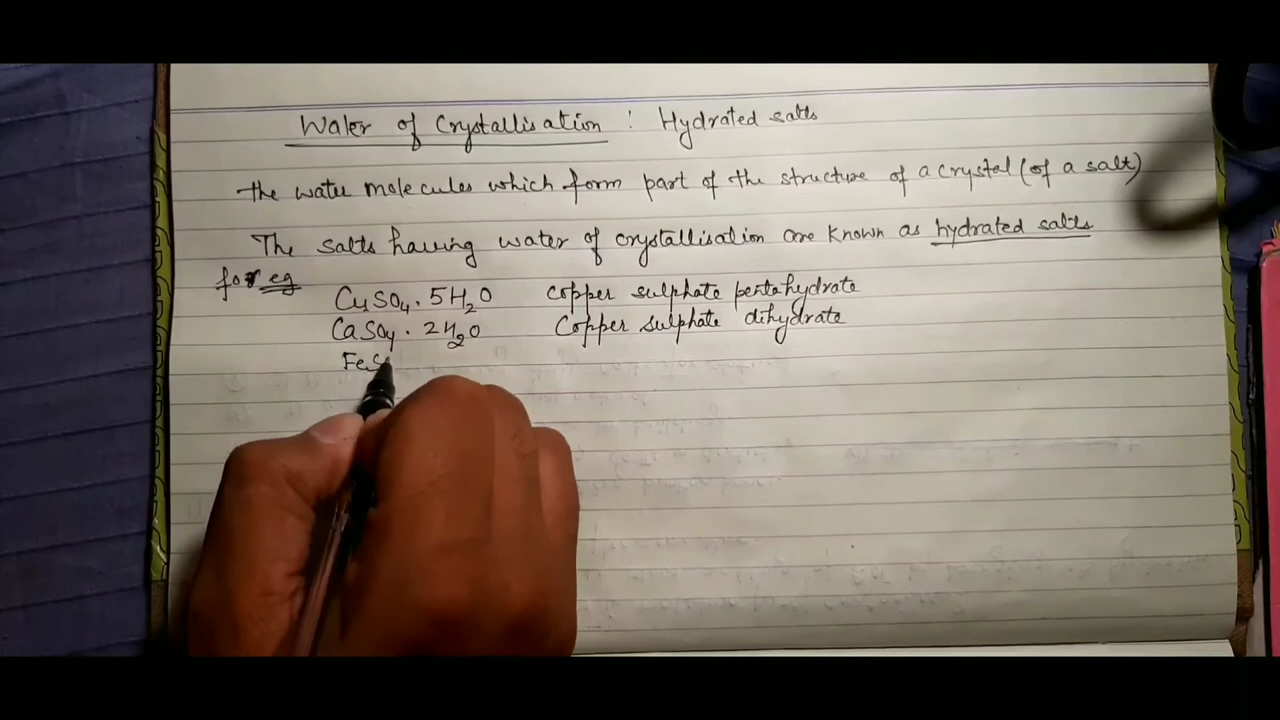 Water of Crystallisation : Hydrated salts
the water molecules which form part of the structure of a crystal (of a salt)
The salts having water of crystallisation are known as hydrated salts
for eg
CuSO4 . 5H2O Copper sulphate pentahydrate
CaSO4 . 2H2O Copper sulphate dihydrate
FeS